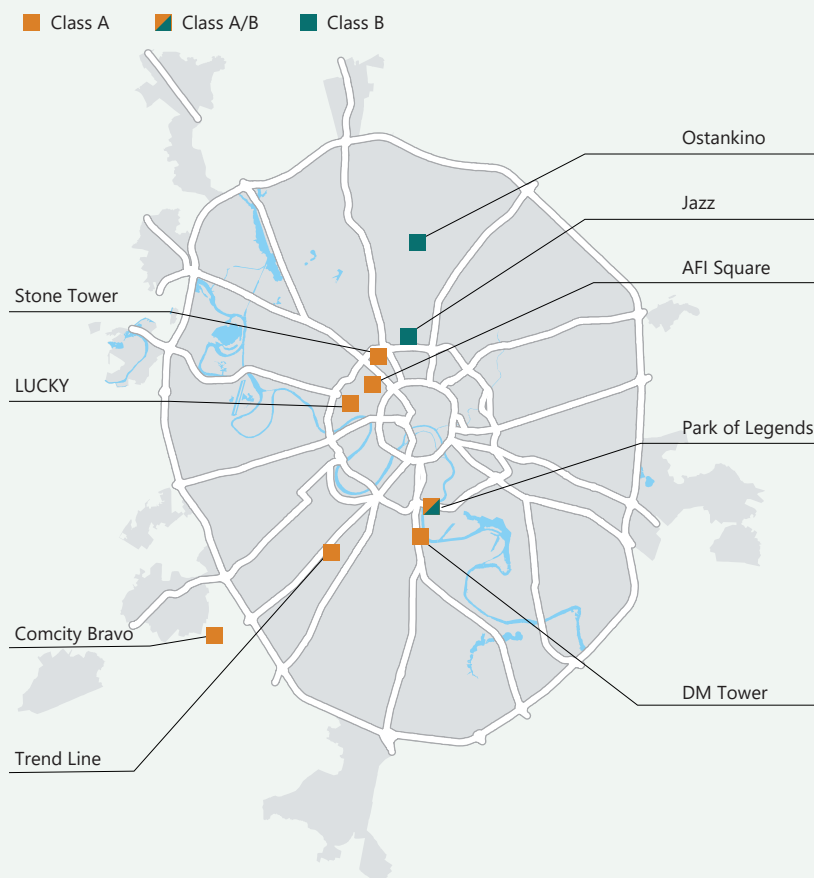 Class A
Class A/B
Class B
Ostankino
Jazz
AFI Square
Stone Tower
LUCKY
Park of Legends
Comcity Bravo
DM Tower
Trend Line